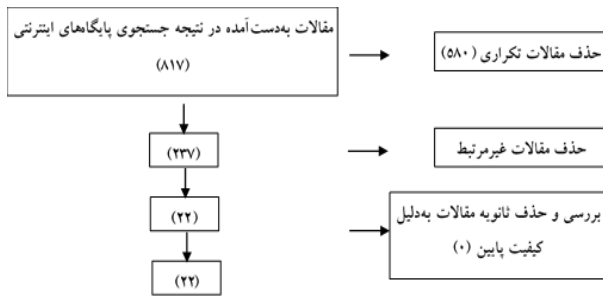 مقالات به‌دست‌آمده در نتیجه جستجوی پایگاه‌های اینترنتی
(۸۱۷)
حذف مقالات تکراری (۵۸۰)
(۲۳۷)
حذف مقالات غیرمرتبط
(۲۲)
بررسی و حذف ثانویه مقالات به‌دلیل
کیفیت پایین (۰)
(۲۲)